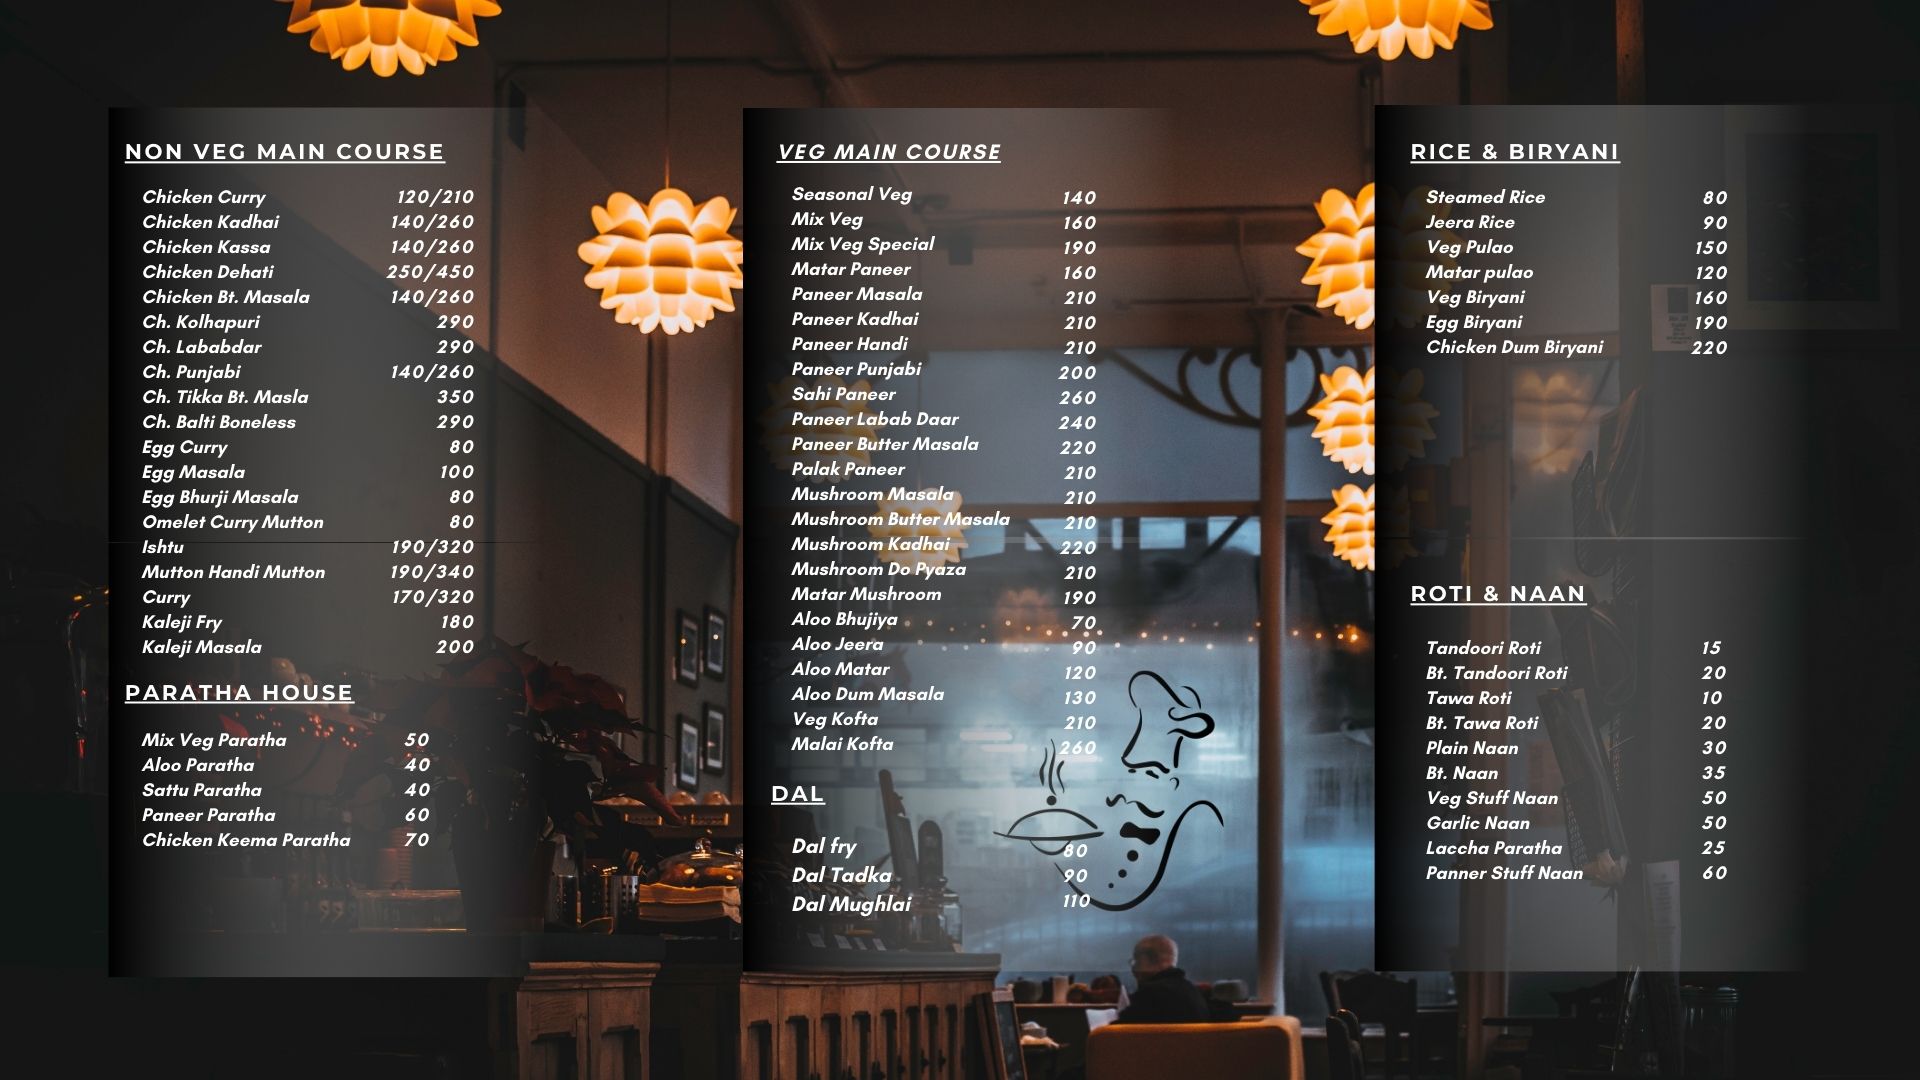 NON VEG MAIN COURSE
Chicken Curry 120/210
Chicken Kadhai 140/260
Chicken Kassa 140/260
Chicken Dehati 250/450
Chicken Bt. Masala 140/260
Ch. Kolhapuri 290
Ch. Lababdar 290
Ch. Punjabi 140/260
Ch. Tikka Bt. Masla 350
Ch. Balti Boneless 290
Egg Curry 80
Egg Masala 100
Egg Bhurji Masala 80
Omelet Curry Mutton 80
Ishtu 190/320
Mutton Handi Mutton 190/340
Curry 170/320
Kaleji Fry 180
Kaleji Masala 200
PARATHA HOUSE
Mix Veg Paratha 50
Aloo Paratha 40
Sattu Paratha 40
Paneer Paratha 60
Chicken Keema Paratha 70
VEG MAIN COURSE
Seasonal Veg 140
Mix Veg 160
Mix Veg Special 190
Matar Paneer 160
Paneer Masala 210
Paneer Kadhai 210
Paneer Handi 210
Paneer Punjabi 200
Sahi Paneer 260
Paneer Labab Daar 240
Paneer Butter Masala 220
Palak Paneer 210
Mushroom Masala 210
Mushroom Butter Masala 210
Mushroom Kadhai 220
Mushroom Do Pyaza 210
Matar Mushroom 190
Aloo Bhujiya 70
Aloo Jeera 90
Aloo Matar 120
Aloo Dum Masala 130
Veg Kofta 210
Malai Kofta 260
DAL
Dal fry 80
Dal Tadka 90
Dal Mughlai 110
RICE & BIRYANI
Steamed Rice 80
Jeera Rice 90
Veg Pulao 150
Matar pulao 120
Veg Biryani 160
Egg Biryani 190
Chicken Dum Biryani 220
ROTI & NAAN
Tandoori Roti 15
Bt. Tandoori Roti 20
Tawa Roti 10
Bt. Tawa Roti 20
Plain Naan 30
Bt. Naan 35
Veg Stuff Naan 50
Garlic Naan 50
Laccha Paratha 25
Panner Stuff Naan 60